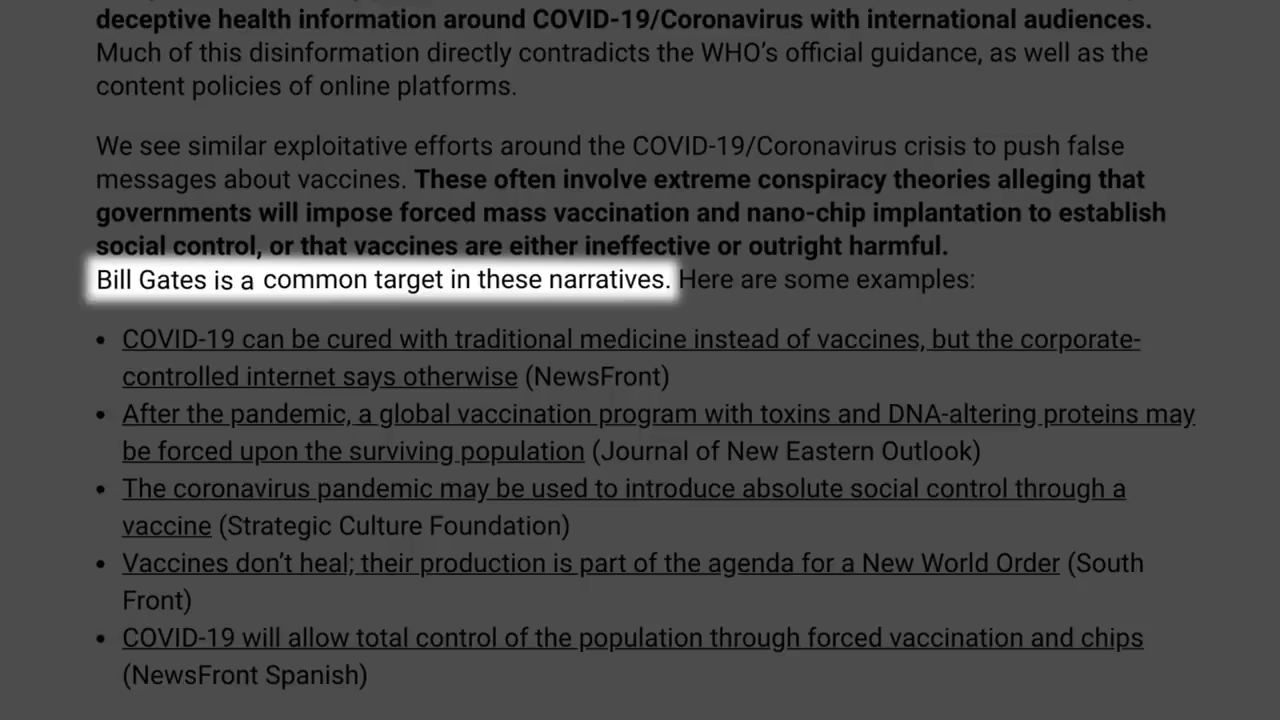 deceptive health information around COVID-19/Coronavirus with international audiences.
Much of this disinformation directly contradicts the WHO’s official guidance, as well as the
content policies of online platforms.
We see similar exploitative efforts around the COVID-19/Coronavirus crisis to push false
messages about vaccines. These often involve extreme conspiracy theories alleging that
governments will impose forced mass vaccination and nano-chip implantation to establish
social control, or that vaccines are either ineffective or outright harmful.
Bill Gates is a common target in these narratives. Here are some examples:
• COVID-19 can be cured with traditional medicine instead of vaccines, but the corporate-
controlled internet says otherwise (NewsFront)
• After the pandemic, a global vaccination program with toxins and DNA-altering proteins may
be forced upon the surviving population (Journal of New Eastern Outlook)
• The coronavirus pandemic may be used to introduce absolute social control through a
vaccine (Strategic Culture Foundation)
• Vaccines don’t heal; their production is part of the agenda for a New World Order (South
Front)
• COVID-19 will allow total control of the population through forced vaccination and chips
(NewsFront Spanish)